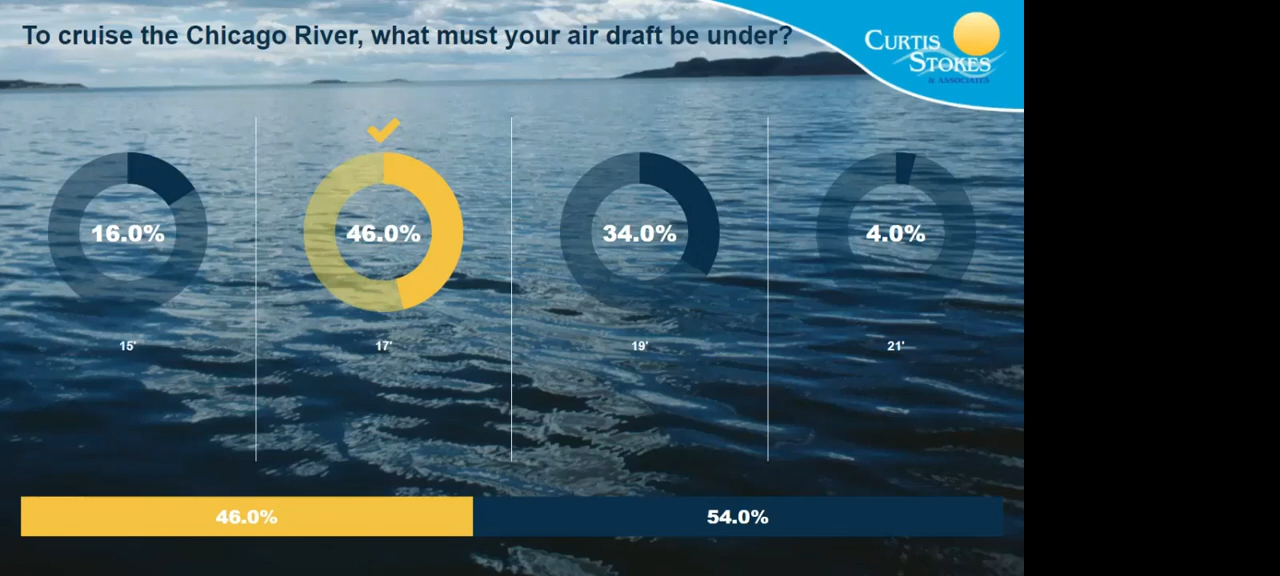 To cruise the Chicago River, what must your air draft be under?
CURTIS
STOKES
& ASSOCIATES
16.0%
46.0%
34.0%
4.0%
15'
17'
19'
21'
46.0%
54.0%